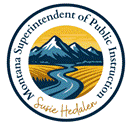 Montana Superintendent of Public Instruction
Susie Hedalen